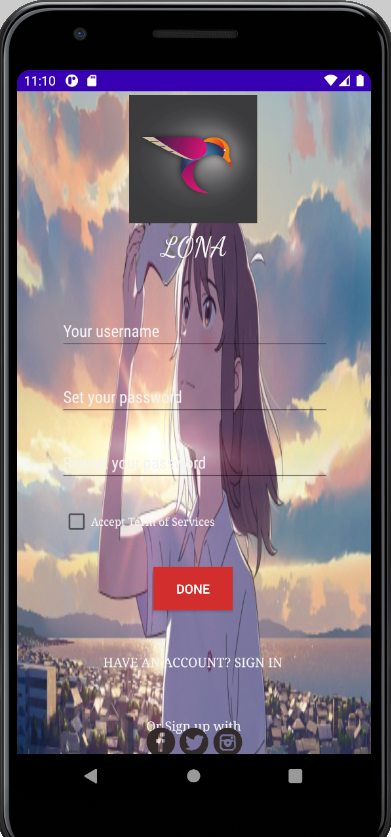 11:10
LONA
Your username
Set your password
your password
Accept Term of Services
DONE
HAVE AN ACCOUNT? SIGN IN
Or Sign up with